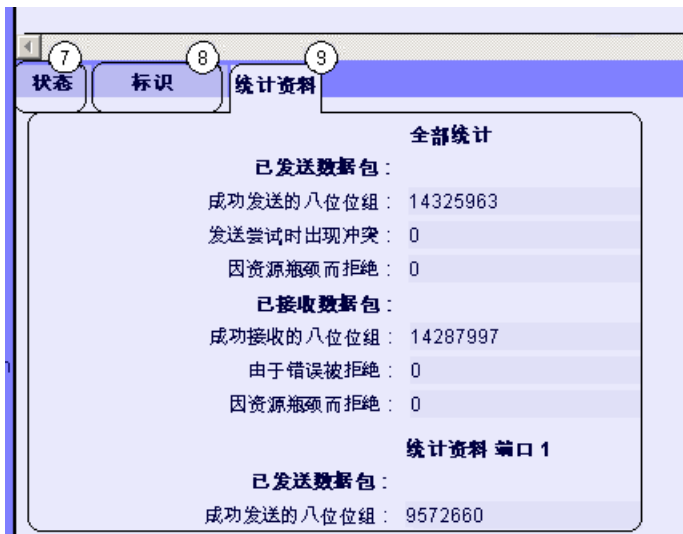 7 8 9
状态 标识 统计资料
全部统计
已发送数据包:
成功发送的八位位组: 14325963
发送尝试时出现冲突: 0
因资源瓶颈而拒绝: 0
已接收数据包:
成功接收的八位位组: 14287997
由于错误被拒绝: 0
因资源瓶颈而拒绝: 0
统计资料 端口 1
已发送数据包:
成功发送的八位位组: 9572660